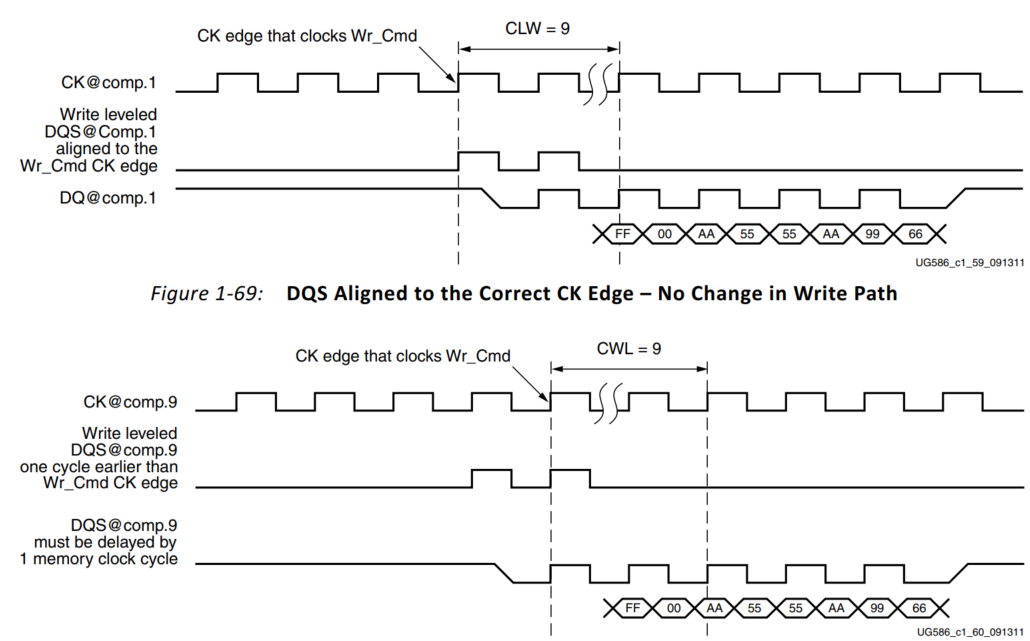 CLW = 9
CK edge that clocks Wr_Cmd
CK@comp.1
Write leveled
DQS@Comp.1
aligned to the
Wr_Cmd CK edge
DQ@comp.1
FF 00 AA 55 55 AA 99 66
UG586_c1_59_091311
Figure 1-69: DQS Aligned to the Correct CK Edge – No Change in Write Path
CWL = 9
CK edge that clocks Wr_Cmd
CK@comp.9
Write leveled
DQS@comp.9
one cycle earlier than
Wr_Cmd CK edge
DQS@comp.9
must be delayed by
1 memory clock cycle
FF 00 AA 55 55 AA 99 66
UG586_c1_60_091311